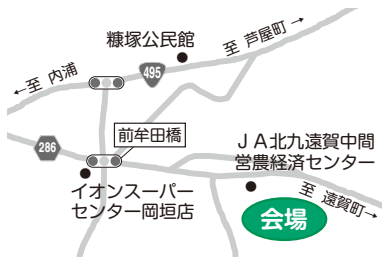 糠塚公民館
至 芦屋町→
495
←至 内浦
286
前牟田橋
ＪＡ北九遠賀中間
営農経済センター
イオンスーパー
センター岡垣店
至 遠賀町→
会場